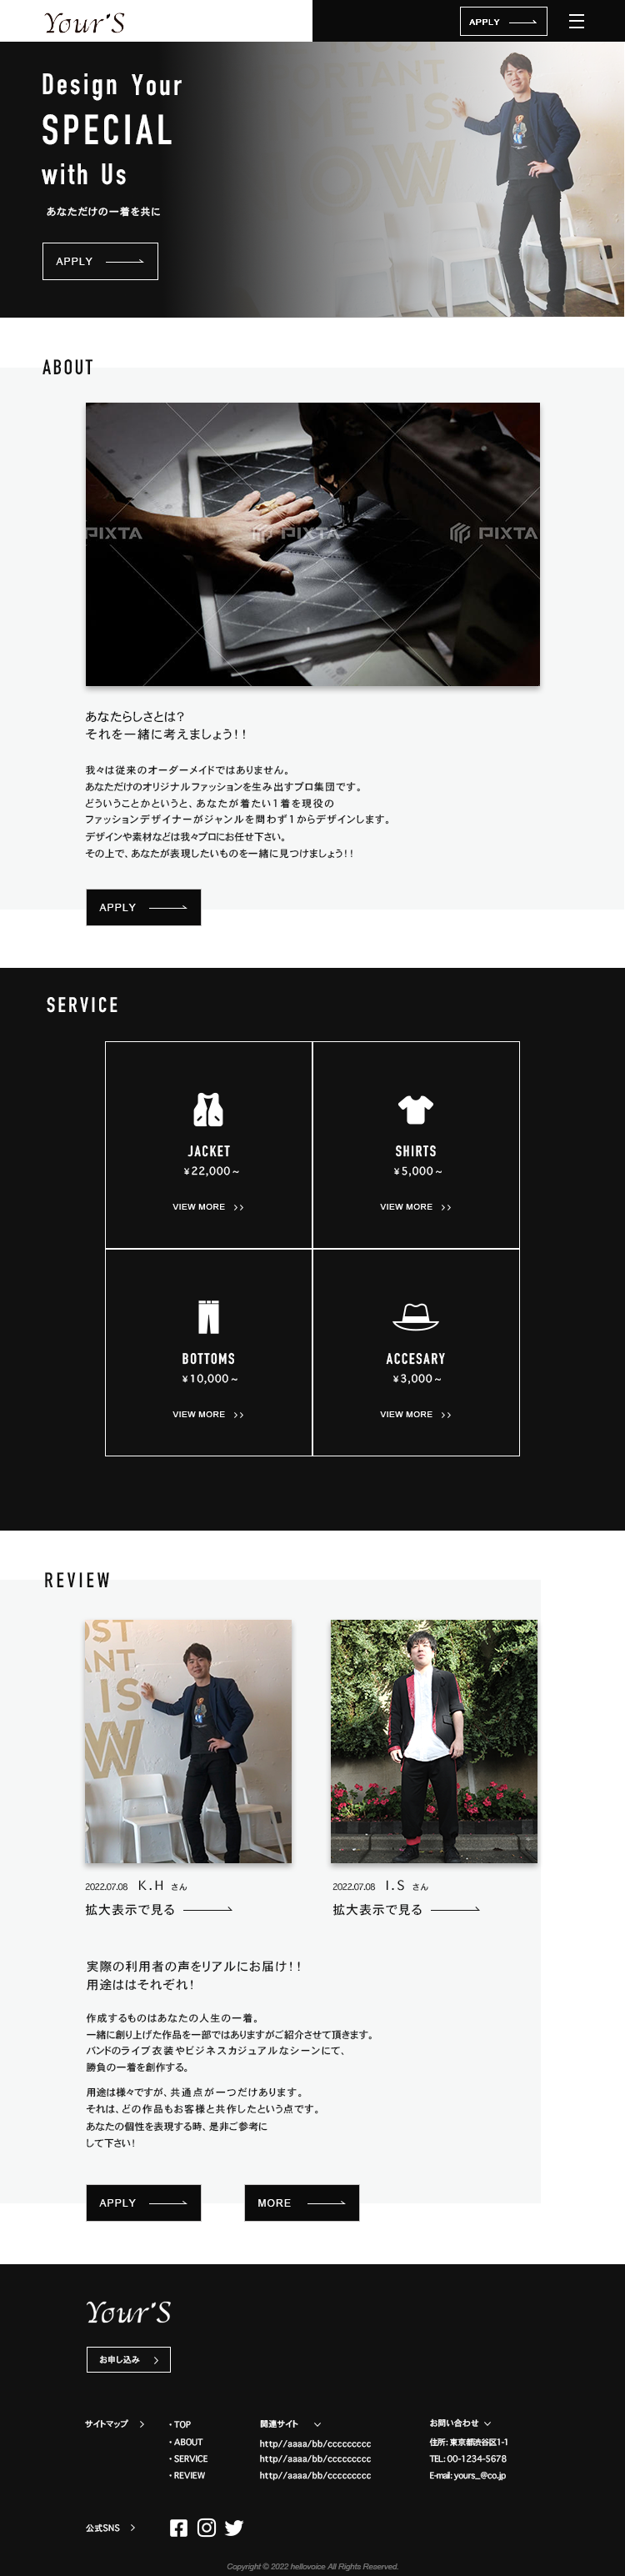 Your'S
APPLY
Design Your
SPECIAL
with Us
あなただけの一着を共に
APPLY
ABOUT
PIXTA PIXTA PIXTA
あなたらしさとは?
それを一緒に考えましょう!!
我々は従来のオーダーメイドではありません。
あなただけのオリジナルファッションを生み出すプロ集団です。
どういうことかというと、あなたが着たい1着を現役の
ファッションデザイナーがジャンルを問わず1からデザインします。
デザインや素材などは我々プロにお任せ下さい。
その上で、あなたが表現したいものを一緒に見つけましょう!!
APPLY
SERVICE
JACKET
¥22,000~
VIEW MORE
SHIRTS
¥5,000~
VIEW MORE
BOTTOMS
¥10,000~
VIEW MORE
ACCESARY
¥3,000~
VIEW MORE
REVIEW
OST
ANT
IS
W
2022.07.08 K.H さん
拡大表示で見る
2022.07.08 I.S さん
拡大表示で見る
実際の利用者の声をリアルにお届け!!
用途ははそれぞれ!
作成するものはあなたの人生の一着。
一緒に創り上げた作品を一部ではありますがご紹介させて頂きます。
バンドのライブ衣装やビジネスカジュアルなシーンにて、
勝負の一着を創作する。
用途は様々ですが、共通点が一つだけあります。
それは、どの作品もお客様と共作したという点です。
あなたの個性を表現する時、是非ご参考に
して下さい!
APPLY
MORE
Your'S
お申し込み
サイトマップ
・TOP
・ABOUT
・SERVICE
・REVIEW
関連サイト
http//aaaa/bb/ccccccccc
http//aaaa/bb/ccccccccc
http//aaaa/bb/ccccccccc
お問い合わせ
住所: 東京都渋谷区1-1
TEL: 00-1234-5678
E-mail: yours_@co.jp
公式SNS
Copyright © 2022 hellovoice All Rights Reserved.